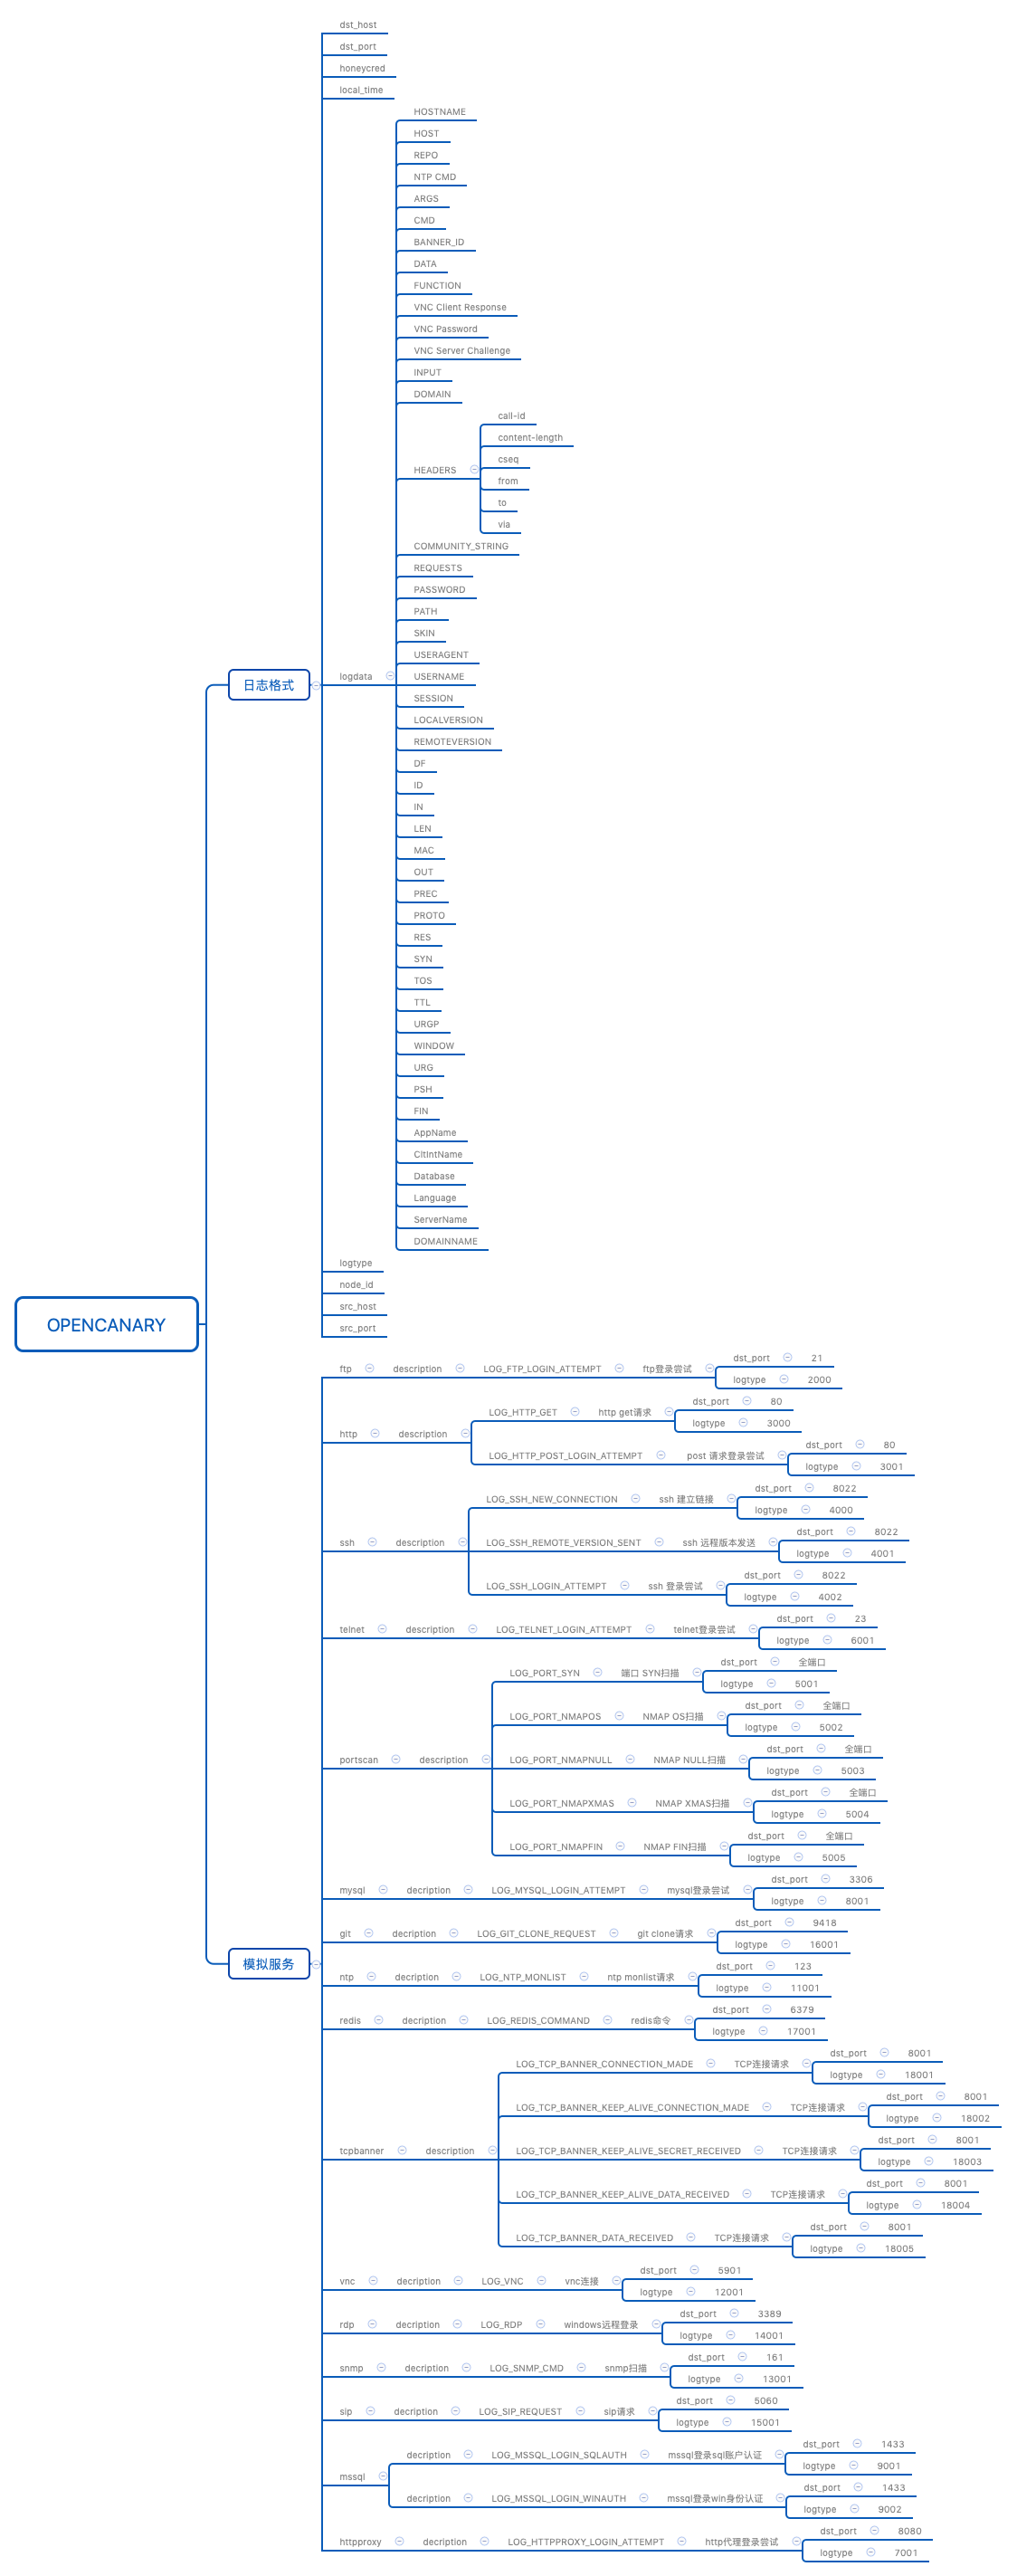 dst_host
dst_port
honeycred
local_time
HOSTNAME
HOST
REPO
NTP CMD
ARGS
CMD
BANNER_ID
DATA
FUNCTION
VNC Client Response
VNC Password
VNC Server Challenge
INPUT
DOMAIN
call-id
content-length
cseq
HEADERS
from
to
via
COMMUNITY_STRING
REQUESTS
PASSWORD
PATH
SKIN
USERAGENT
logdata
USERNAME
日志格式
SESSION
LOCALVERSION
REMOTEVERSION
DF
ID
IN
LEN
MAC
OUT
PREC
PROTO
RES
SYN
TOS
TTL
URGP
WINDOW
URG
PSH
FIN
AppName
CltIntName
Database
Language
ServerName
DOMAINNAME
logtype
node_id
src_host
OPENCANARY
src_port
ftp description LOG_FTP_LOGIN_ATTEMPT ftp登录尝试
dst_port 21
logtype 2000
http description
LOG_HTTP_GET http get请求
dst_port 80
logtype 3000
LOG_HTTP_POST_LOGIN_ATTEMPT post 请求登录尝试
dst_port 80
logtype 3001
ssh description
LOG_SSH_NEW_CONNECTION ssh 建立链接
dst_port 8022
logtype 4000
LOG_SSH_REMOTE_VERSION_SENT ssh 远程版本发送
dst_port 8022
logtype 4001
LOG_SSH_LOGIN_ATTEMPT ssh 登录尝试
dst_port 8022
logtype 4002
telnet description LOG_TELNET_LOGIN_ATTEMPT telnet登录尝试
dst_port 23
logtype 6001
portscan description
LOG_PORT_SYN 端口 SYN扫描
dst_port 全端口
logtype 5001
LOG_PORT_NMAPOS NMAP OS扫描
dst_port 全端口
logtype 5002
LOG_PORT_NMAPNULL NMAP NULL扫描
dst_port 全端口
logtype 5003
LOG_PORT_NMAPXMAS NMAP XMAS扫描
dst_port 全端口
logtype 5004
LOG_PORT_NMAPFIN NMAP FIN扫描
dst_port 全端口
logtype 5005
mysql decription LOG_MYSQL_LOGIN_ATTEMPT mysql登录尝试
dst_port 3306
logtype 8001
git decription LOG_GIT_CLONE_REQUEST git clone请求
dst_port 9418
logtype 16001
模拟服务
ntp decription LOG_NTP_MONLIST ntp monlist请求
dst_port 123
logtype 11001
redis decription LOG_REDIS_COMMAND redis命令
dst_port 6379
logtype 17001
tcpbanner description
LOG_TCP_BANNER_CONNECTION_MADE TCP连接请求
dst_port 8001
logtype 18001
LOG_TCP_BANNER_KEEP_ALIVE_CONNECTION_MADE TCP连接请求
dst_port 8001
logtype 18002
LOG_TCP_BANNER_KEEP_ALIVE_SECRET_RECEIVED TCP连接请求
dst_port 8001
logtype 18003
LOG_TCP_BANNER_KEEP_ALIVE_DATA_RECEIVED TCP连接请求
dst_port 8001
logtype 18004
LOG_TCP_BANNER_DATA_RECEIVED TCP连接请求
dst_port 8001
logtype 18005
vnc decription LOG_VNC vnc连接
dst_port 5901
logtype 12001
rdp decription LOG_RDP windows远程登录
dst_port 3389
logtype 14001
snmp decription LOG_SNMP_CMD snmp扫描
dst_port 161
logtype 13001
sip decription LOG_SIP_REQUEST sip请求
dst_port 5060
logtype 15001
mssql
decription LOG_MSSQL_LOGIN_SQLAUTH mssql登录sql账户认证
dst_port 1433
logtype 9001
decription LOG_MSSQL_LOGIN_WINAUTH mssql登录win身份认证
dst_port 1433
logtype 9002
httpproxy decription LOG_HTTPPROXY_LOGIN_ATTEMPT http代理登录尝试
dst_port 8080
logtype 7001